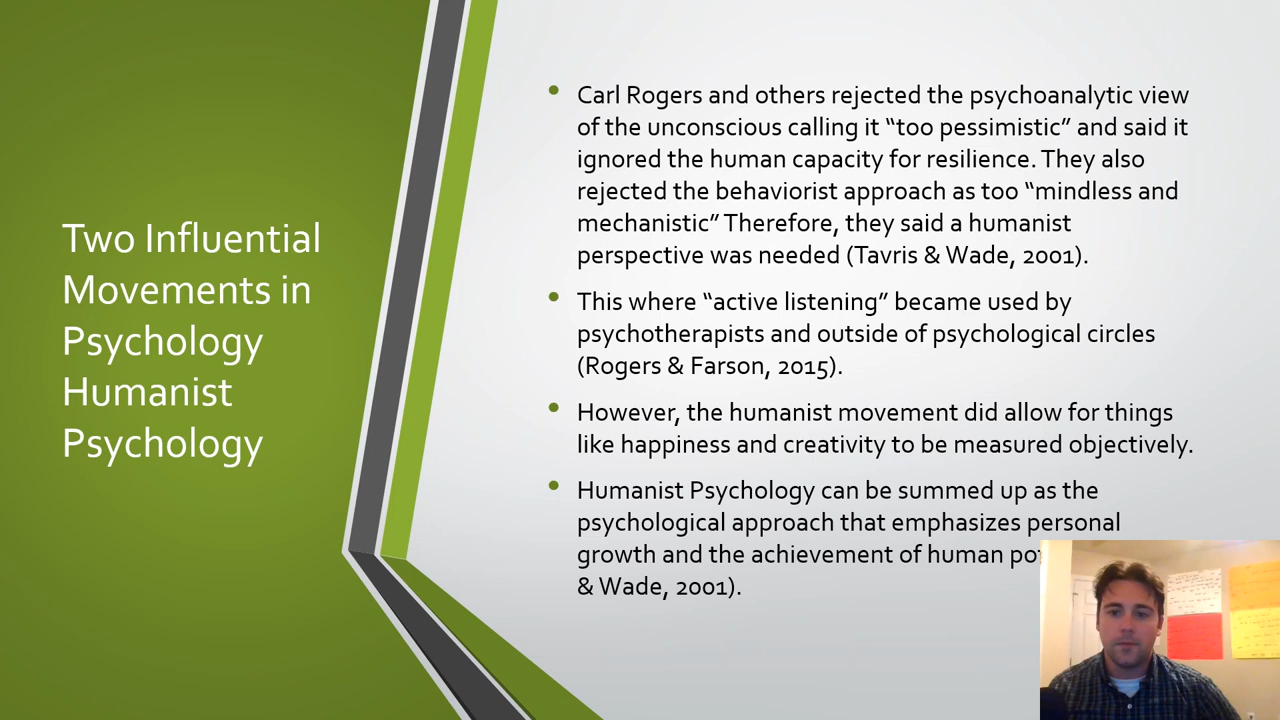 Two Influential
Movements in
Psychology
Humanist
Psychology
• Carl Rogers and others rejected the psychoanalytic view
of the unconscious calling it “too pessimistic” and said it
ignored the human capacity for resilience. They also
rejected the behaviorist approach as too “mindless and
mechanistic” Therefore, they said a humanist
perspective was needed (Tavris & Wade, 2001).
• This where “active listening” became used by
psychotherapists and outside of psychological circles
(Rogers & Farson, 2015).
• However, the humanist movement did allow for things
like happiness and creativity to be measured objectively.
• Humanist Psychology can be summed up as the
psychological approach that emphasizes personal
growth and the achievement of human
& Wade, 2001).